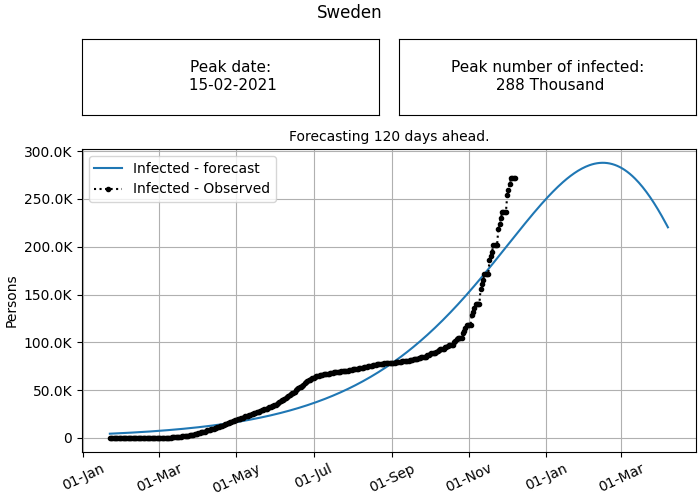 Sweden
Peak date:
15-02-2021
Peak number of infected:
288 Thousand
Forecasting 120 days ahead.
Infected - forecast
Infected - Observed
Persons
300.0K
250.0K
200.0K
150.0K
100.0K
50.0K
0
01-Jan
01-Mar
01-May
01-Jul
01-Sep
01-Nov
01-Jan
01-Mar